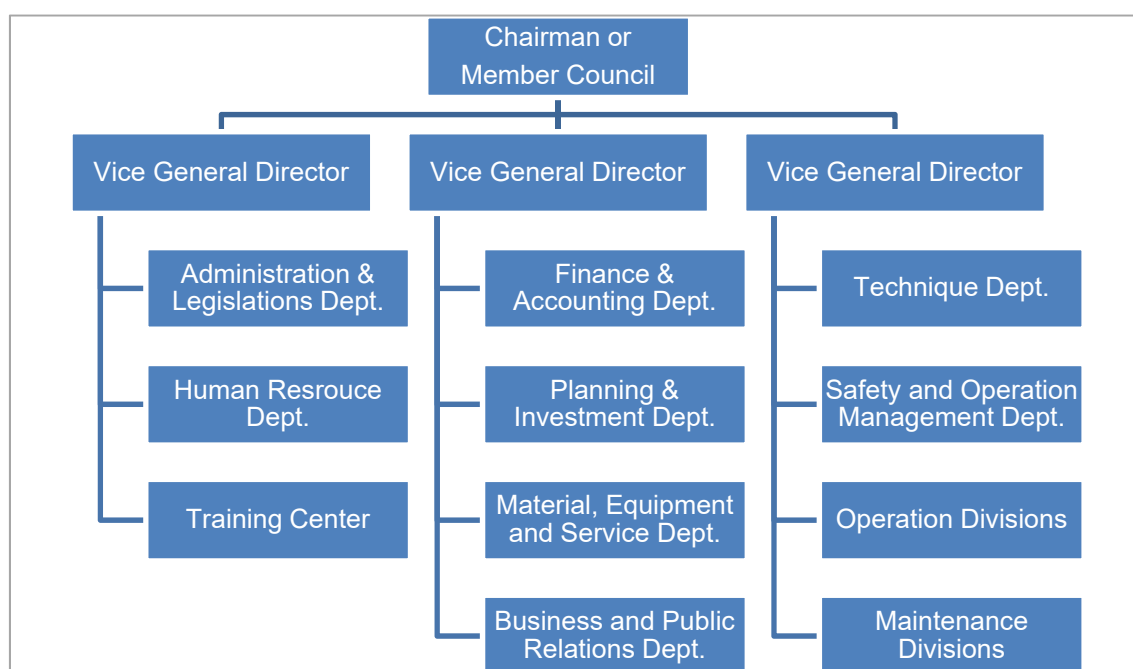 Chairman or
Member Council
Vice General Director
Vice General Director
Vice General Director
Administration &
Legislations Dept.
Finance &
Accounting Dept.
Technique Dept.
Human Resrouce
Dept.
Planning &
Investment Dept.
Safety and Operation
Management Dept.
Training Center
Material, Equipment
and Service Dept.
Operation Divisions
Business and Public
Relations Dept.
Maintenance
Divisions